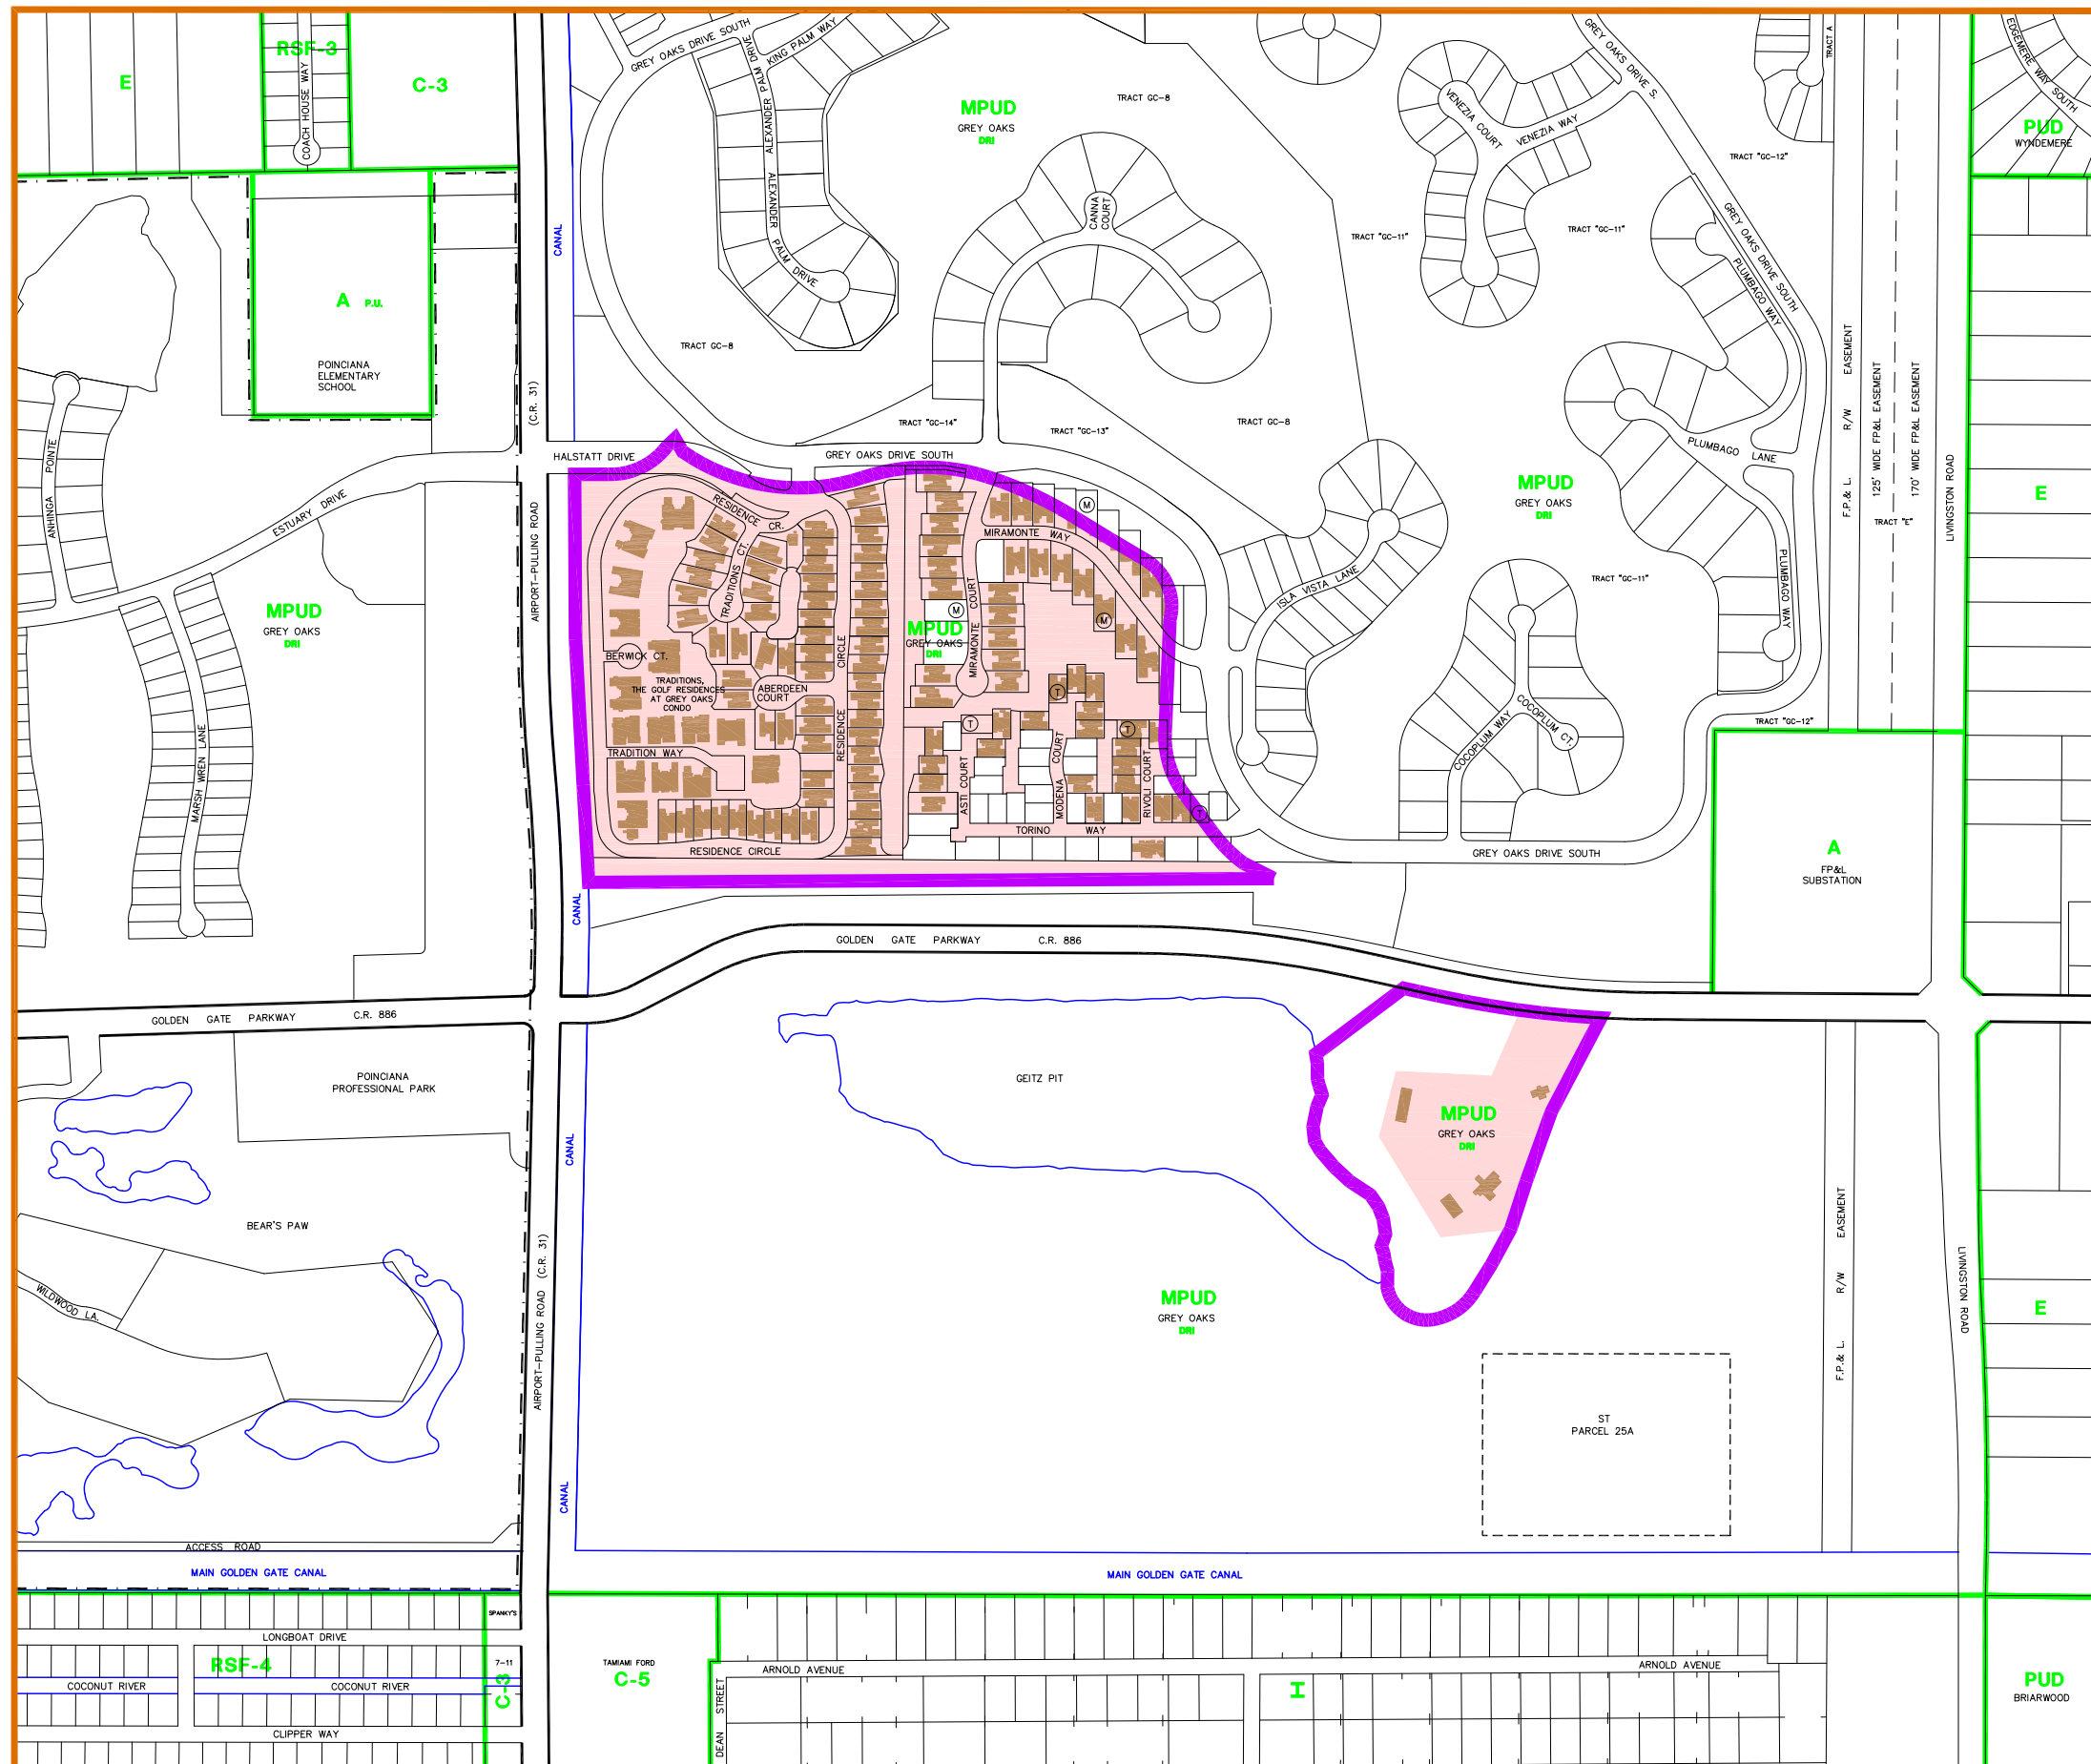 E
RSF-3
COACH HOUSE WAY
C-3
CANAL
GREY OAKS DRIVE SOUTH
KING PALM WAY
ALEXANDER PALM DRIVE
ALEXANDER
PALM DRIVE
MPUD
GREY OAKS
DRI
TRACT GC-8
CANNA
COURT
VENEZIA COURT
VENEZIA WAY
GREY OAKS DRIVE S.
TRACT A
TRACT "GC-12"
EDGEMERE WAY SOUTH
PUD
WYNDEMERE
TRACT "GC-11"
TRACT "GC-11"
GREY OAKS DRIVE SOUTH
PLUMBAGO WAY
A P.U.
POINCIANA
ELEMENTARY
SCHOOL
(C.R. 31)
TRACT GC-8
TRACT "GC-14"
TRACT "GC-13"
TRACT GC-8
PLUMBAGO LANE
F.P.& L. R/W EASEMENT
125' WIDE FP&L EASEMENT
170' WIDE FP&L EASEMENT
LIVINGSTON ROAD
TRACT "E"
E
ANHINGA POINTE
ESTUARY DRIVE
AIRPORT-PULLING ROAD
HALSTATT DRIVE
GREY OAKS DRIVE SOUTH
MPUD
GREY OAKS
DRI
RESIDENCE CR.
TRADITIONS CT.
MIRAMONTE WAY
M
M
M
MIRAMONTE COURT
MPUD
GREY OAKS
DRI
ISLA VISTA LANE
TRACT "GC-11"
PLUMBAGO WAY
MPUD
GREY OAKS
DRI
BERWICK CT.
TRADITIONS,
THE GOLF RESIDENCES
AT GREY OAKS
CONDO
ABERDEEN
COURT
RESIDENCE CIRCLE
T
T
T
T
COCOPLUM WAY
COCOPLUM CT.
TRACT "GC-12"
MARSH WREN LANE
TRADITION WAY
ASTI COURT
MODENA COURT
RIVOLI COURT
TORINO WAY
RESIDENCE CIRCLE
GREY OAKS DRIVE SOUTH
A
FP&L
SUBSTATION
CANAL
GOLDEN GATE PARKWAY C.R. 886
GOLDEN GATE PARKWAY C.R. 886
POINCIANA
PROFESSIONAL PARK
GEITZ PIT
MPUD
GREY OAKS
DRI
CANAL
BEAR'S PAW
WILDWOOD LA.
AIRPORT-PULLING ROAD (C.R. 31)
MPUD
GREY OAKS
DRI
F.P.& L. R/W EASEMENT
LIVINGSTON ROAD
E
ST
PARCEL 25A
CANAL
ACCESS ROAD
MAIN GOLDEN GATE CANAL
MAIN GOLDEN GATE CANAL
SPANKY'S
LONGBOAT DRIVE
RSF-4
7-11
C-3
COCONUT RIVER
COCONUT RIVER
CLIPPER WAY
TAMIAMI FORD
C-5
ARNOLD AVENUE
ARNOLD AVENUE
DEAN STREET
I
PUD
BRIARWOOD